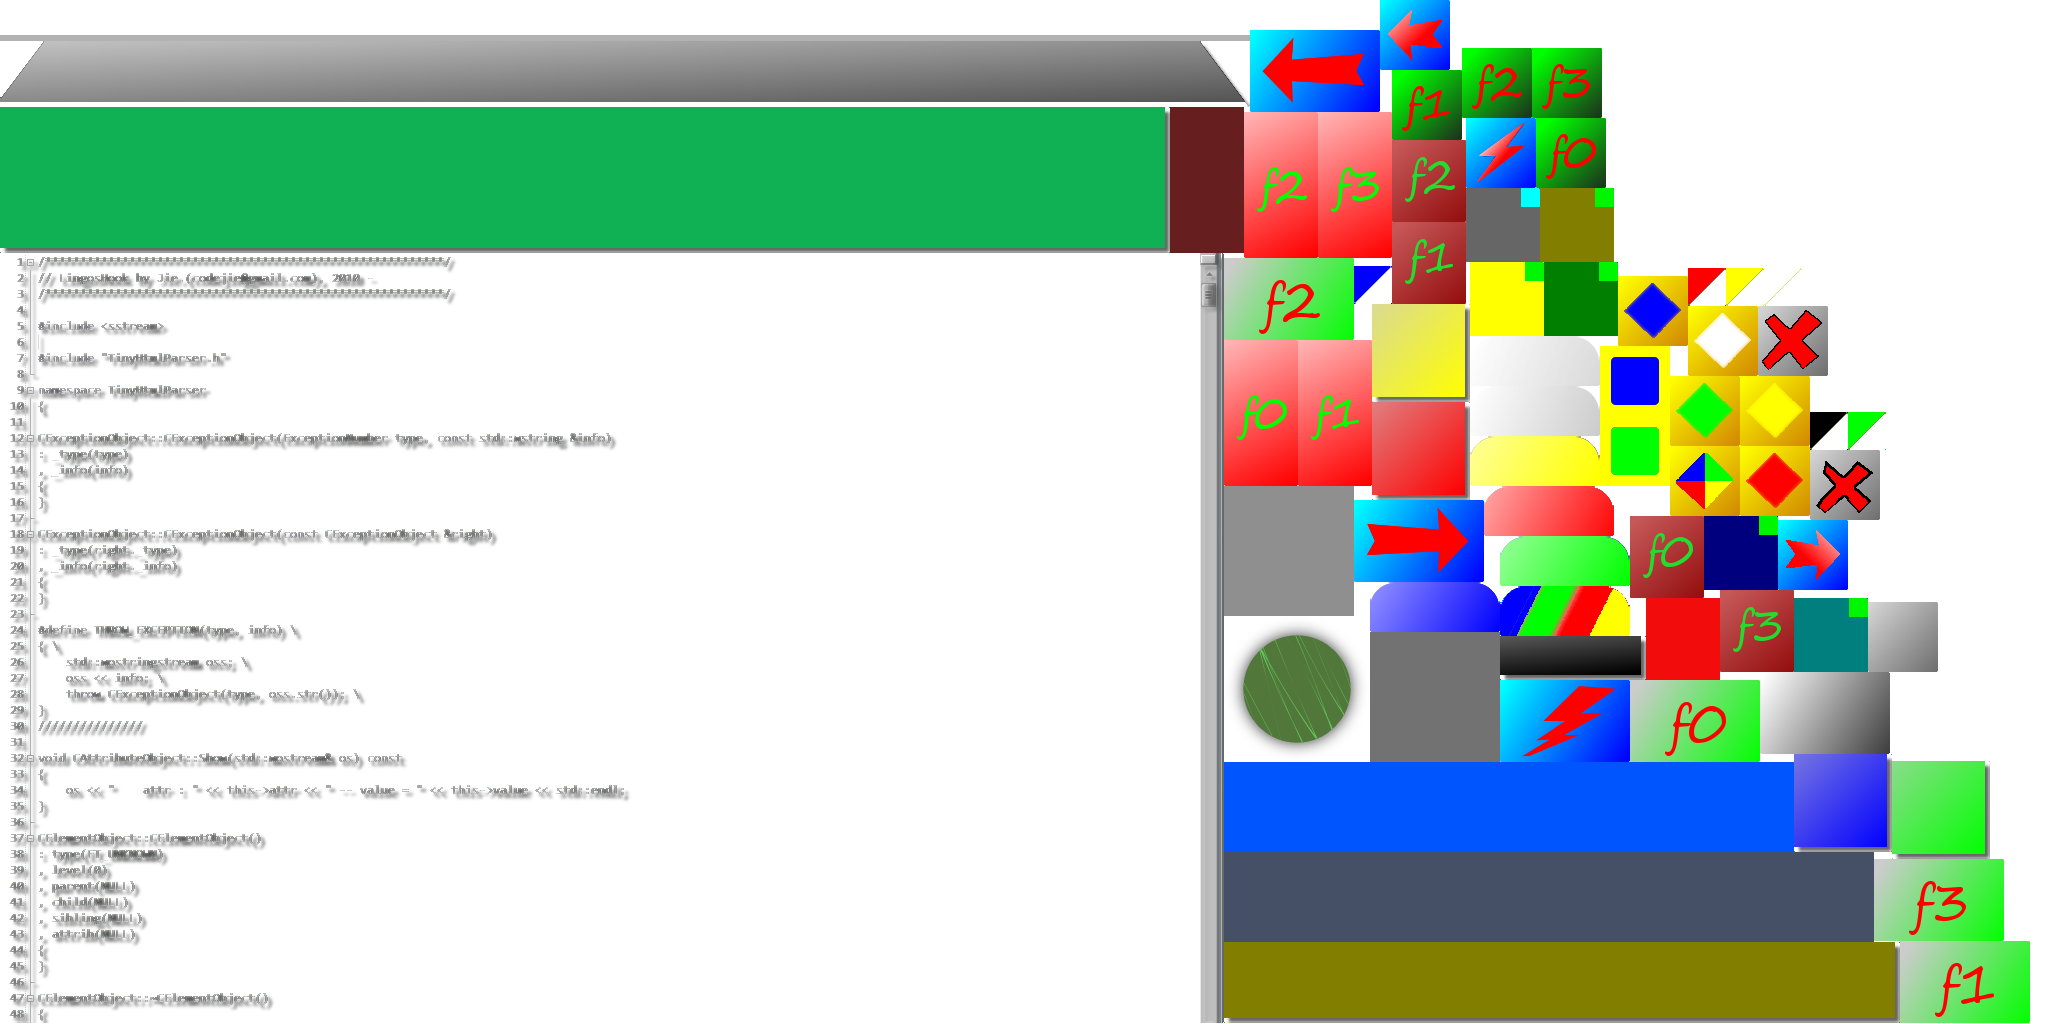 f1
f2
f3
f0
f2
f3
f2
f1
f2
f0
f1
f0
f3
f0
f3
f1
1 /************************************************************/
2 // LingosHook by Jie.(codejie@gmail.com), 2010 -
3 /************************************************************/
4
5 #include <sstream>
6
7 #include "TinyHtmlParser.h"
8
9 namespace TinyHtmlParser
10 {
11
12 CExceptionObject::CExceptionObject(ExceptionNumber type, const std::wstring &info)
13 : _type(type)
14 , _info(info)
15 {
16 }
17
18 CExceptionObject::CExceptionObject(const CExceptionObject &right)
19 : _type(right._type)
20 , _info(right._info)
21 {
22 }
23
24 #define THROW_EXCEPTION(type, info) \
25 { \
26 std::wostringstream oss; \
27 oss << info; \
28 throw CExceptionObject(type, oss.str()); \
29 }
30 ///////////////
31
32 void CAttributeObject::Show(std::wostream& os) const
33 {
34 os << "    attr : " << this->attr << " -- value = " << this->value << std::endl;
35 }
36
37 CElementObject::CElementObject()
38 : type(ET_UNKNOWN)
39 , level(0)
40 , parent(NULL)
41 , child(NULL)
42 , sibling(NULL)
43 , attrib(NULL)
44 {
45 }
46
47 CElementObject::~CElementObject()
48 {